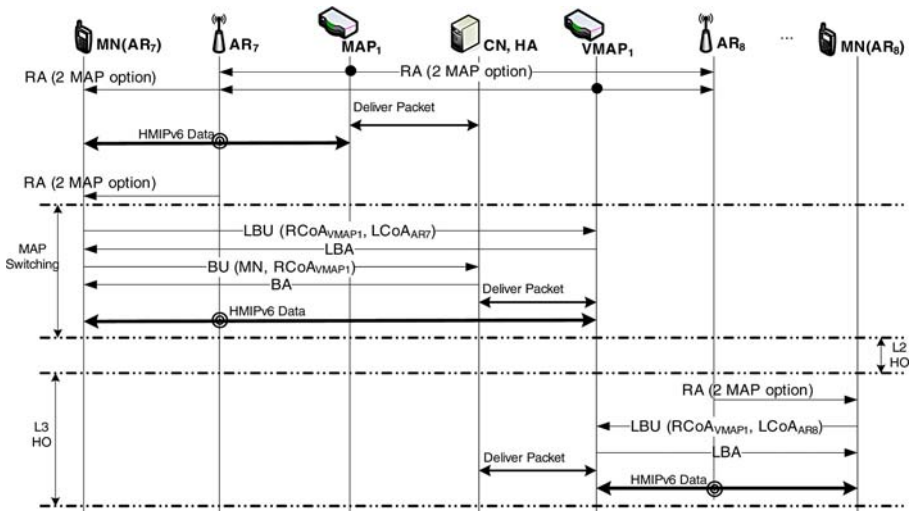 MN(AR7)
AR7
MAP1
CN, HA
VMAP1
AR8
...
MN(AR8)
RA (2 MAP option)
RA (2 MAP option)
Deliver Packet
HMIPv6 Data
RA (2 MAP option)
MAP
Switching
LBU (RCoAVMAP1, LCoAAR7)
LBA
BU (MN, RCoAVMAP1)
BA
Deliver Packet
HMIPv6 Data
L2
HO
L3
HO
RA (2 MAP option)
LBU (RCoAVMAP1, LCoAAR8)
LBA
Deliver Packet
HMIPv6 Data